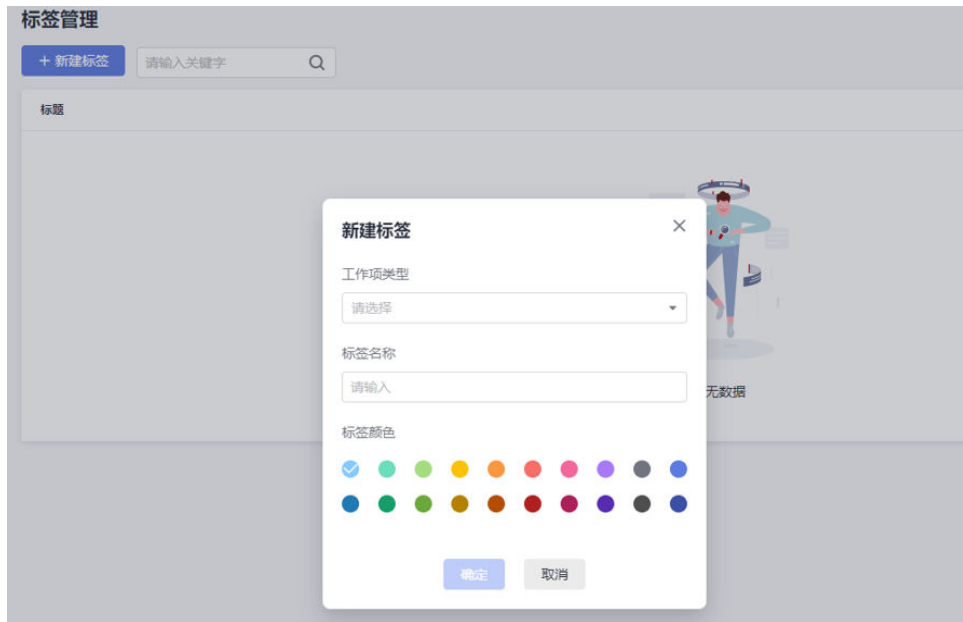 标签管理
+ 新建标签
请输入关键字
标题
新建标签
工作项类型
请选择
标签名称
请输入
无数据
标签颜色
确定
取消